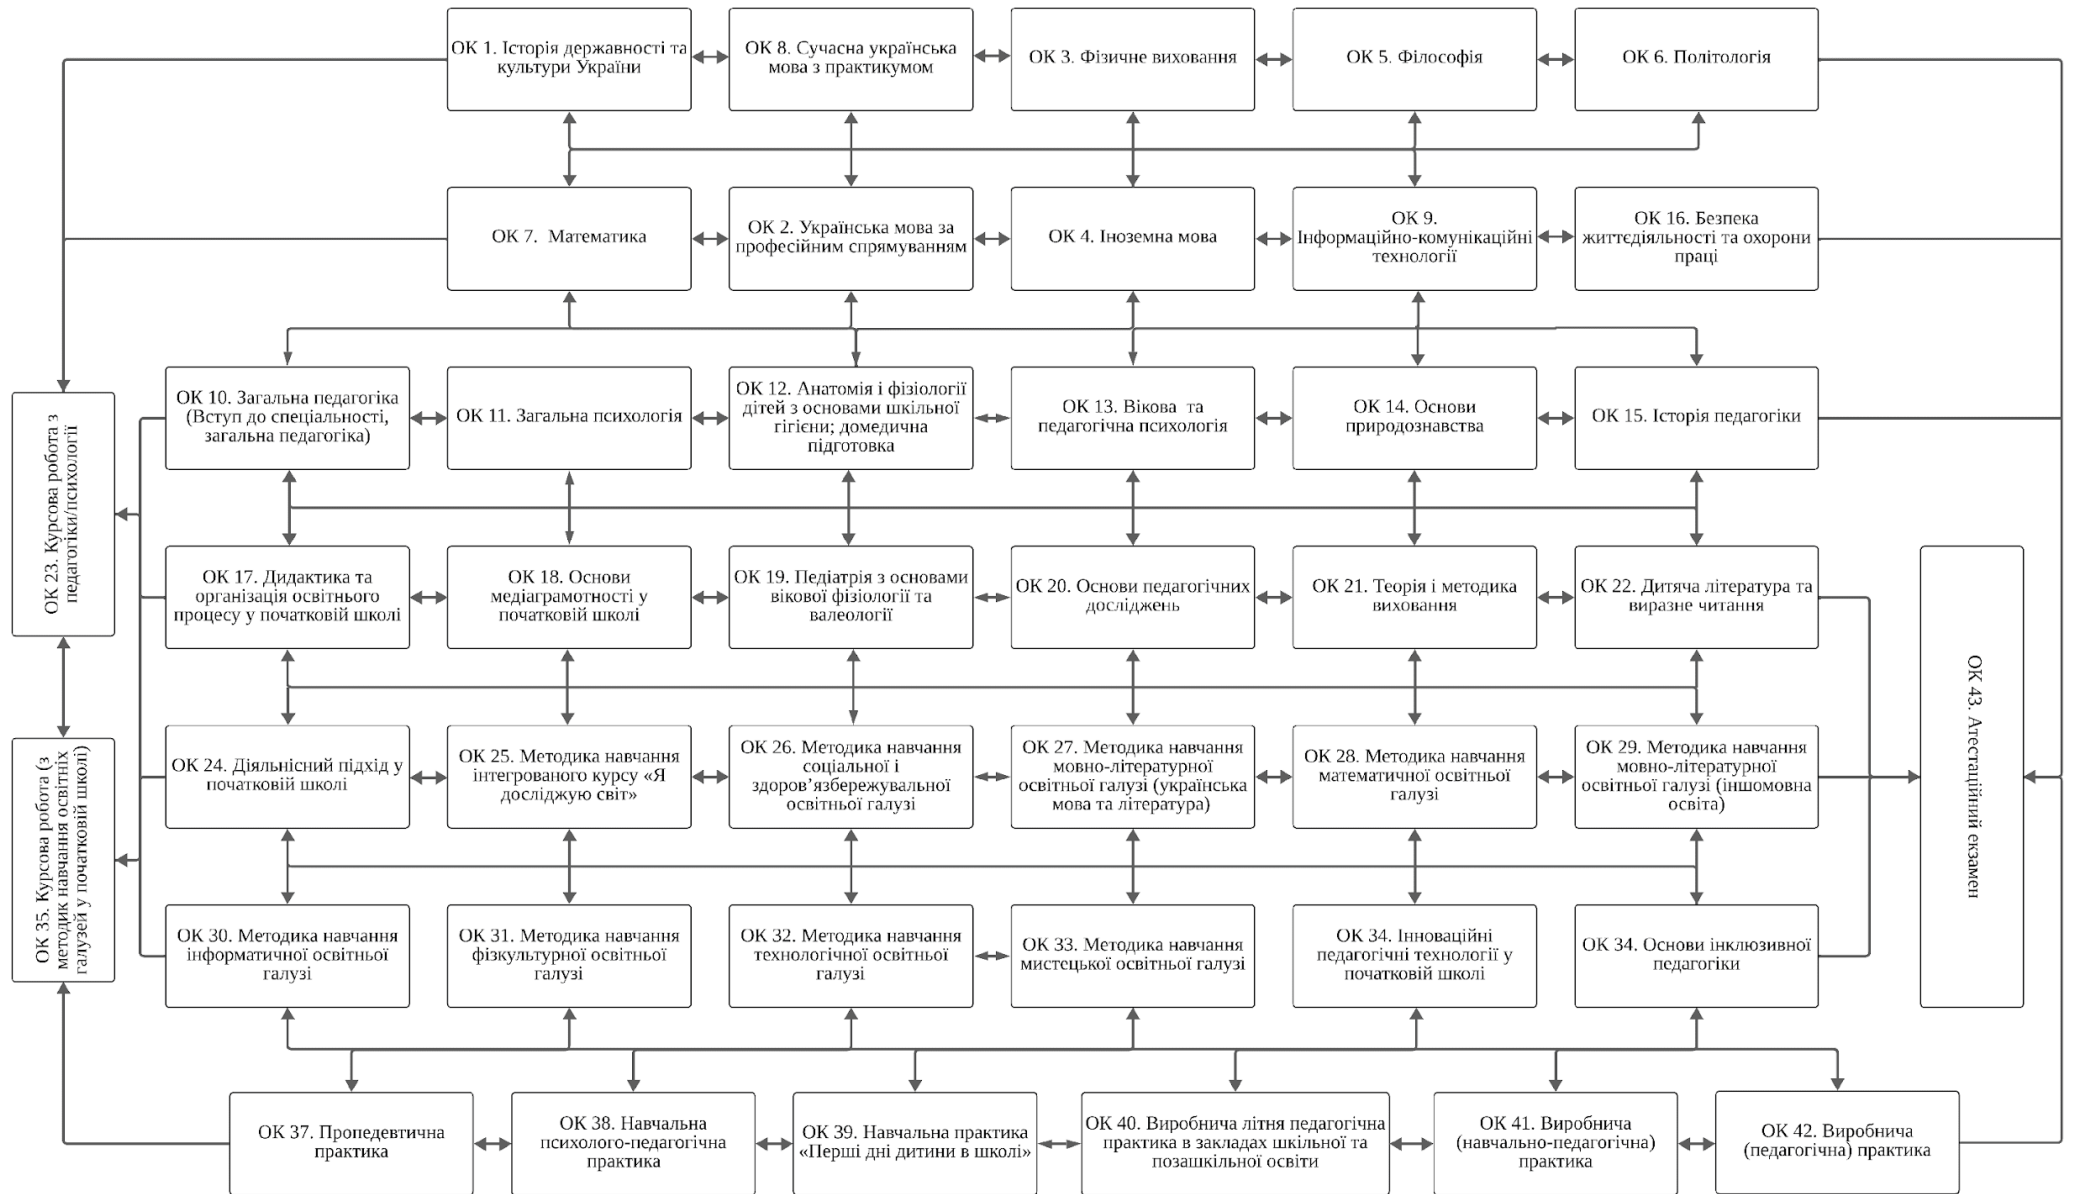 ОК 1. Історія державності та
культури України
ОК 8. Сучасна українська
мова з практикумом
ОК 3. Фізичне виховання
ОК 5. Філософія
ОК 6. Політологія
ОК 7.  Математика
ОК 2. Українська мова за
професійним спрямуванням
ОК 4. Іноземна мова
ОК 9.
Інформаційно-комунікаційні
технології
ОК 16. Безпека
життєдіяльності та охорони
праці
ОК 23. Курсова робота з
педагогіки/психології
ОК 10. Загальна педагогіка
(Вступ до спеціальності,
загальна педагогіка)
ОК 11. Загальна психологія
ОК 12. Анатомія і фізіології
дітей з основами шкільної
гігієни; домедична
підготовка
ОК 13. Вікова  та
педагогічна психологія
ОК 14. Основи
природознавства
ОК 15. Історія педагогіки
ОК 17. Дидактика та
організація освітнього
процесу у початковій школі
ОК 18. Основи
медіаграмотності у
початковій школі
ОК 19. Педіатрія з основами
вікової фізіології та
валеології
ОК 20. Основи педагогічних
досліджень
ОК 21. Теорія і методика
виховання
ОК 22. Дитяча література та
виразне читання
ОК 43. Атестаційний екзамен
ОК 35. Курсова робота (з
методик навчання освітніх
галузей у початковій школі)
ОК 24. Діяльнісний підхід у
початковій школі
ОК 25. Методика навчання
інтегрованого курсу «Я
досліджую світ»
ОК 26. Методика навчання
соціальної і
здоров’язбережувальної
освітньої галузі
ОК 27. Методика навчання
мовно-літературної
освітньої галузі (українська
мова та література)
ОК 28. Методика навчання
математичної освітньої
галузі
ОК 29. Методика навчання
мовно-літературної
освітньої галузі (іншомовна
освіта)
ОК 30. Методика навчання
інформатичної освітньої
галузі
ОК 31. Методика навчання
фізкультурної освітньої
галузі
ОК 32. Методика навчання
технологічної освітньої
галузі
ОК 33. Методика навчання
мистецької освітньої галузі
ОК 34. Інноваційні
педагогічні технології у
початковій школі
ОК 34. Основи інклюзивної
педагогіки
ОК 37. Пропедевтична
практика
ОК 38. Навчальна
психолого-педагогічна
практика
ОК 39. Навчальна практика
«Перші дні дитини в школі»
ОК 40. Виробнича літня педагогічна
практика в закладах шкільної та
позашкільної освіти
ОК 41. Виробнича
(навчально-педагогічна)
практика
ОК 42. Виробнича
(педагогічна) практика